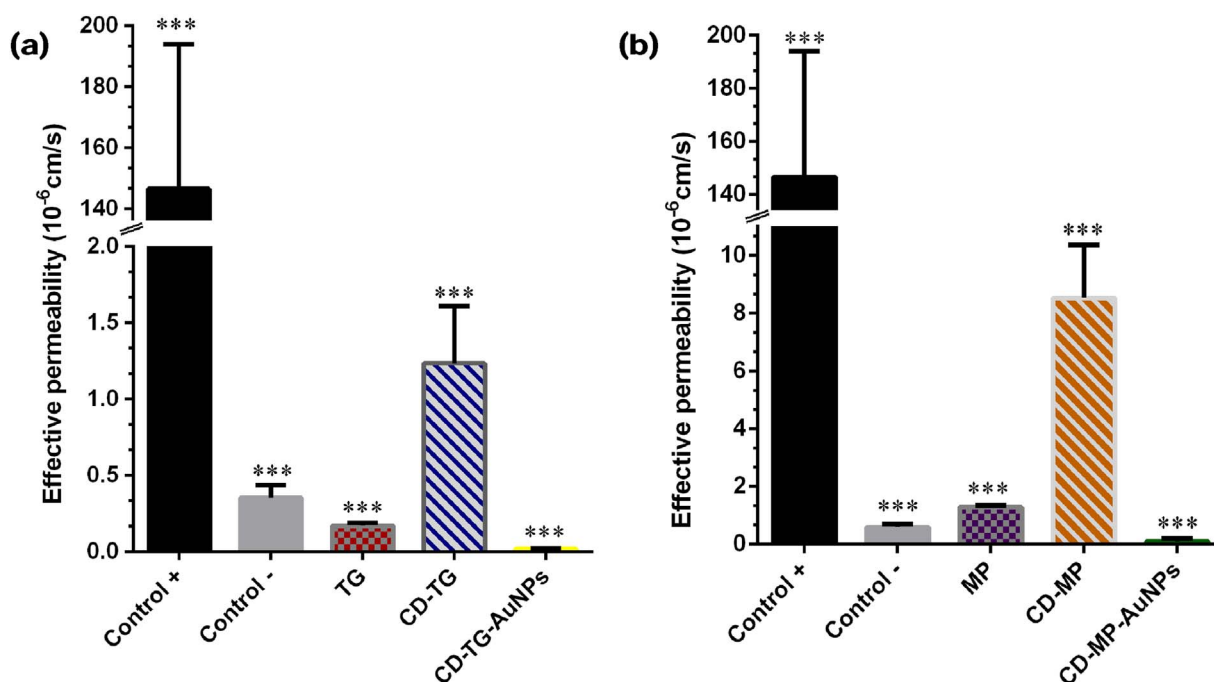 (a)
Effective permeability (10⁻⁶cm/s)
200
180
160
140
2.0
1.5
1.0
0.5
0.0
***
***
***
***
***
Control +
Control -
TG
CD-TG
CD-TG-AuNPs
(b)
Effective permeability (10⁻⁶cm/s)
200
180
160
140
10
8
6
4
2
0
***
***
***
***
***
Control +
Control -
MP
CD-MP
CD-MP-AuNPs